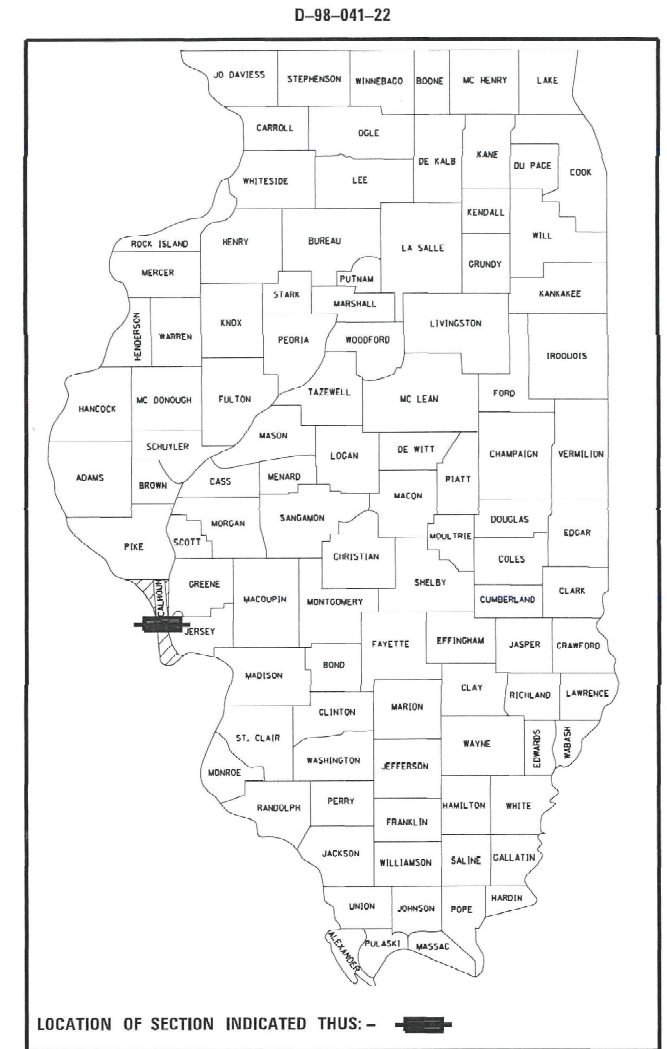 D–98–041–22
JO DAVIESS STEPHENSON WINNEBAGO BOONE MC HENRY LAKE
CARROLL OGLE
DE KALB KANE DU PAGE COOK
WHITESIDE LEE
KENDALL
ROCK ISLAND HENRY BUREAU LA SALLE WILL
GRUNDY
MERCER PUTNAM
STARK MARSHALL KANKAKEE
HENDERSON WARREN KNOX PEORIA WOODFORD LIVINGSTON
IROQUOIS
HANCOCK MC DONOUGH FULTON TAZEWELL MC LEAN FORD
SCHUYLER MASON
LOGAN DE WITT CHAMPAIGN VERMILION
ADAMS BROWN CASS MENARD PIATT
MACON
MORGAN SANGAMON DOUGLAS
PIKE SCOTT MOULTRIE EDGAR
CHRISTIAN COLES
CALHOUN GREENE SHELBY
MACOUPIN MONTGOMERY CUMBERLAND CLARK
JERSEY
FAYETTE EFFINGHAM JASPER CRAWFORD
MADISON BOND
CLAY RICHLAND LAWRENCE
CLINTON MARION
ST. CLAIR WAYNE EDWARDS WABASH
WASHINGTON JEFFERSON
MONROE
RANDOLPH PERRY HAMILTON WHITE
FRANKLIN
JACKSON WILLIAMSON SALINE GALLATIN
UNION JOHNSON POPE HARDIN
ALEXANDER PULASKI MASSAC
LOCATION OF SECTION INDICATED THUS: –